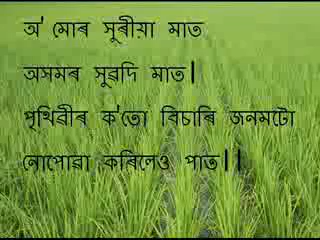 অ' মোৰ সুৰীয়া মাত
অসমৰ সুৱদি মাত।
পৃথিৱীৰ ক'তো বিচাৰি জনমটো
নোপোৱা কৰিলেও পাত।।